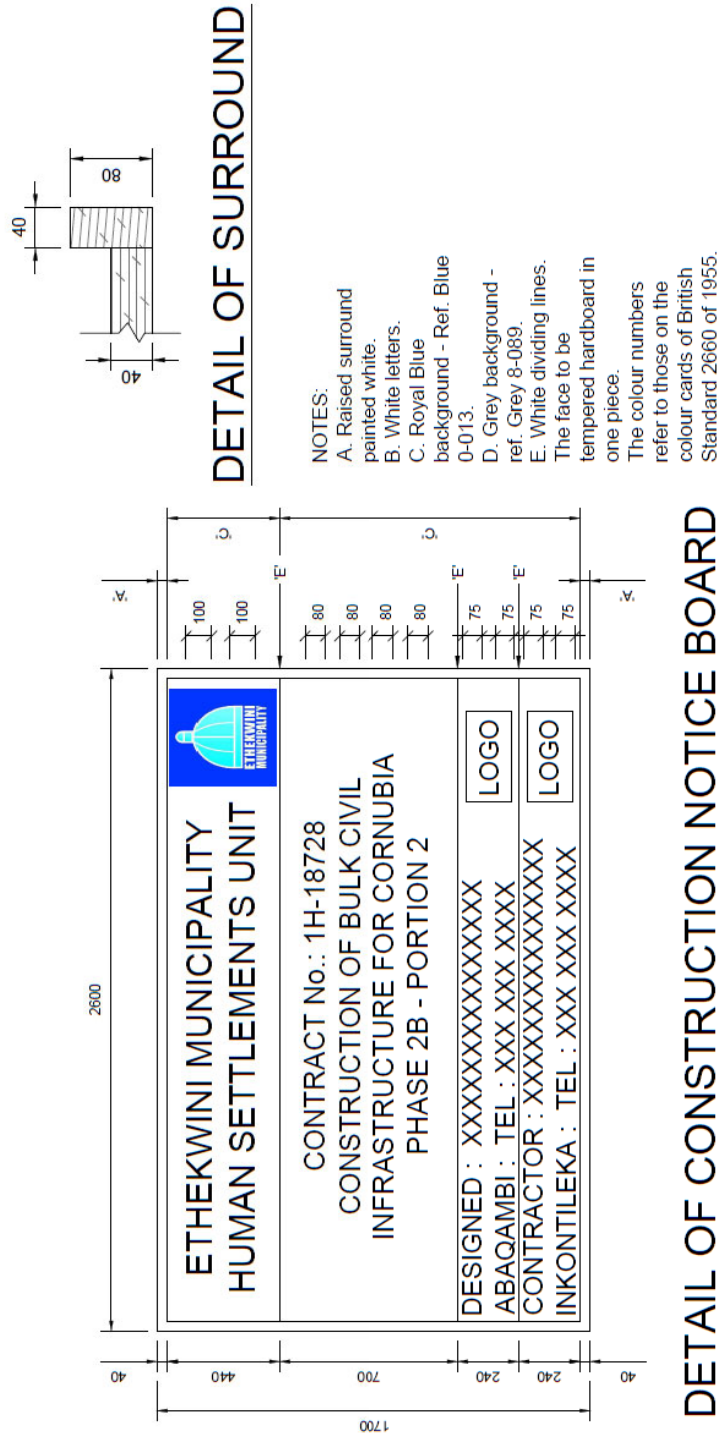 2600
ETHEKWINI MUNICIPALITY
HUMAN SETTLEMENTS UNIT
ETHEKWINI
MUNICIPALITY
CONTRACT No.: 1H-18728
CONSTRUCTION OF BULK CIVIL
INFRASTRUCTURE FOR CORNUBIA
PHASE 2B - PORTION 2
DESIGNED : XXXXXXXXXXXXXXXX
ABAQAMBI : TEL : XXX XXX XXXX
LOGO
CONTRACTOR : XXXXXXXXXXXXXXXX
INKONTILEKA : TEL : XXX XXX XXXX
LOGO
40
440
700
240
240
40
1700
'A'
100
100
'E'
80
80
80
80
'E'
75
75
'E'
75
75
'A'
'C'
'C'
DETAIL OF CONSTRUCTION NOTICE BOARD
40
80
40
DETAIL OF SURROUND
NOTES:
A. Raised surround
painted white.
B. White letters.
C. Royal Blue
background - Ref. Blue
0-013.
D. Grey background -
ref. Grey 8-089.
E. White dividing lines.
The face to be
tempered hardboard in
one piece.
The colour numbers
refer to those on the
colour cards of British
Standard 2660 of 1955.